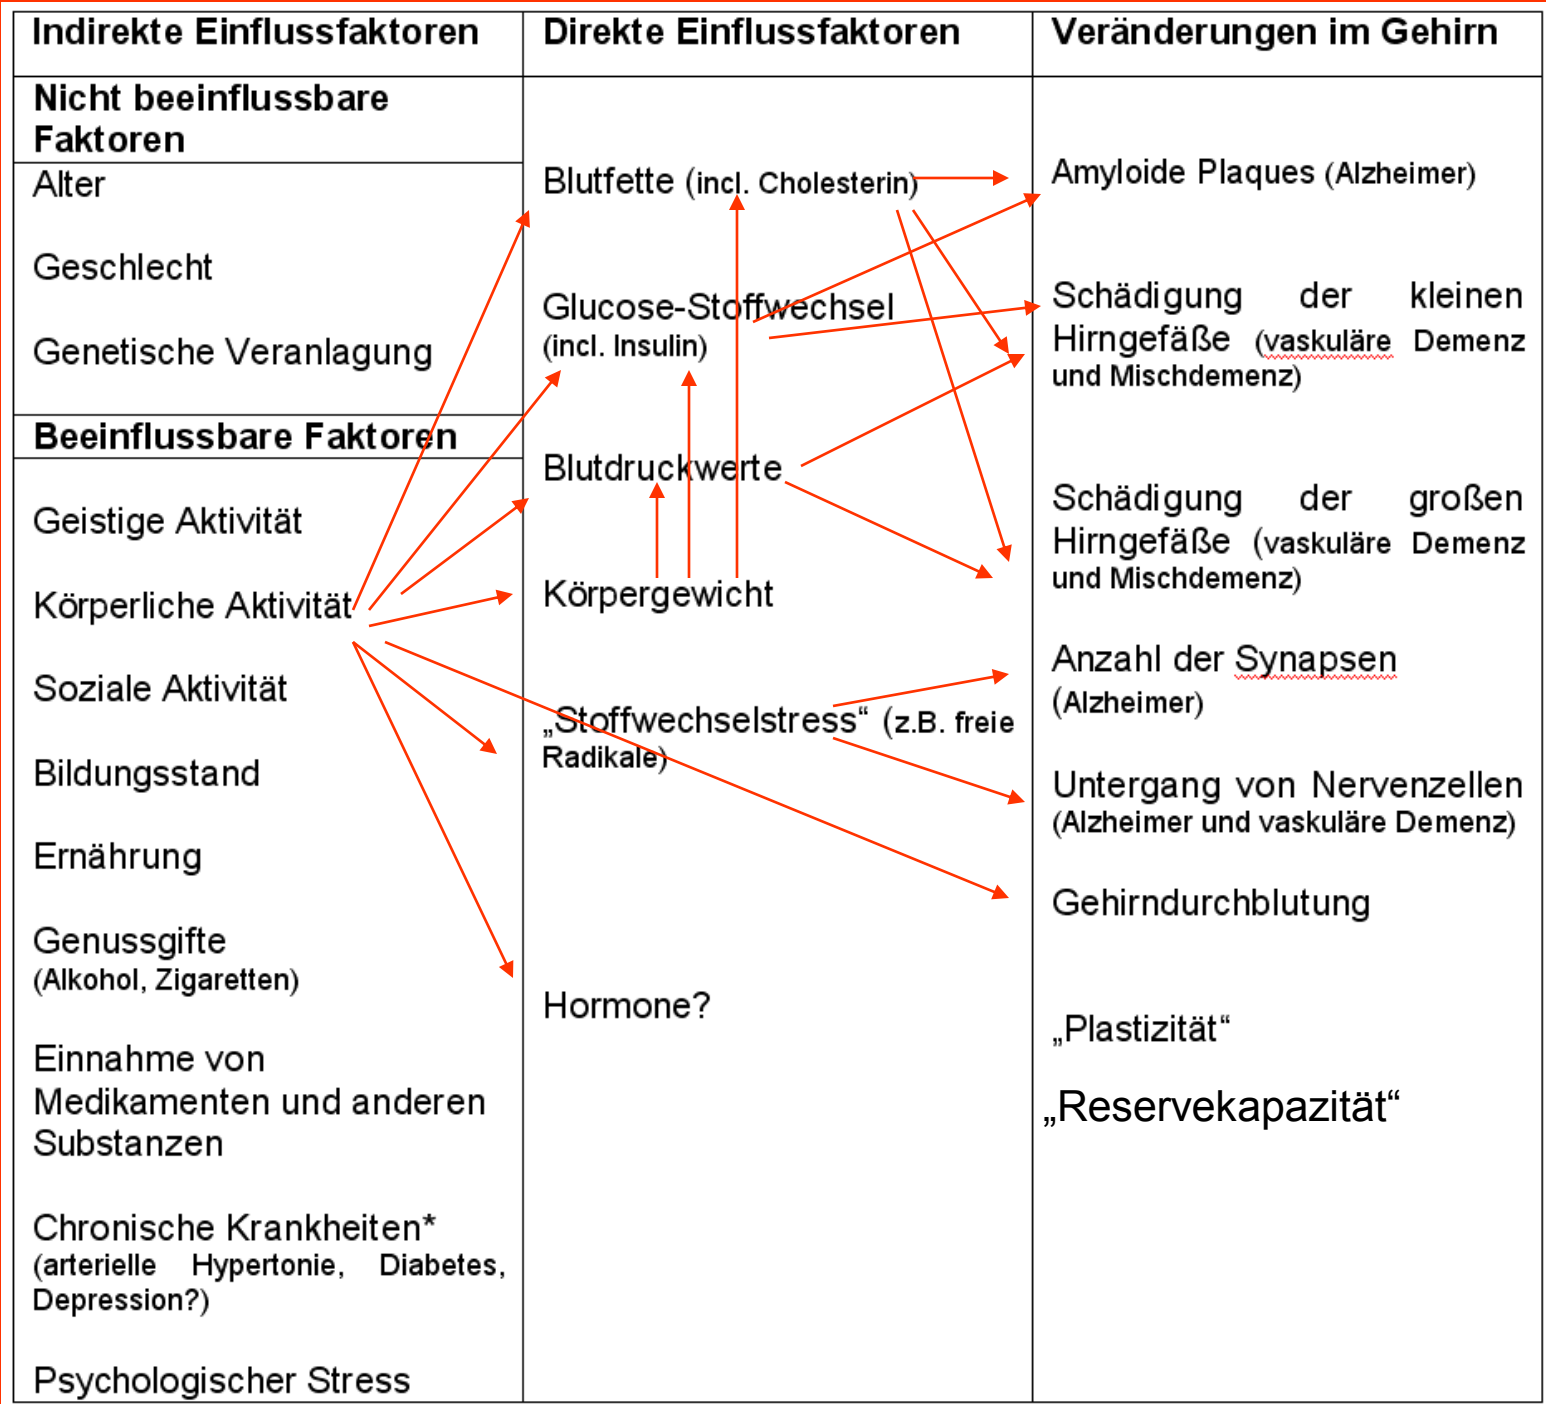 Indirekte Einflussfaktoren
Nicht beeinflussbare
Faktoren
Alter
Geschlecht
Genetische Veranlagung
Beeinflussbare Faktoren
Geistige Aktivität
Körperliche Aktivität
Soziale Aktivität
Bildungsstand
Ernährung
Genussgifte
(Alkohol, Zigaretten)
Einnahme von
Medikamenten und anderen
Substanzen
Chronische Krankheiten*
(arterielle Hypertonie, Diabetes,
Depression?)
Psychologischer Stress
Direkte Einflussfaktoren
Blutfette (incl. Cholesterin)
Glucose-Stoffwechsel
(incl. Insulin)
Blutdruckwerte
Körpergewicht
„Stoffwechselstress“ (z.B. freie
Radikale)
Hormone?
Veränderungen im Gehirn
Amyloide Plaques (Alzheimer)
Schädigung der kleinen
Hirngefäße (vaskuläre Demenz
und Mischdemenz)
Schädigung der großen
Hirngefäße (vaskuläre Demenz
und Mischdemenz)
Anzahl der Synapsen
(Alzheimer)
Untergang von Nervenzellen
(Alzheimer und vaskuläre Demenz)
Gehirndurchblutung
„Plastizität“
„Reservekapazität“